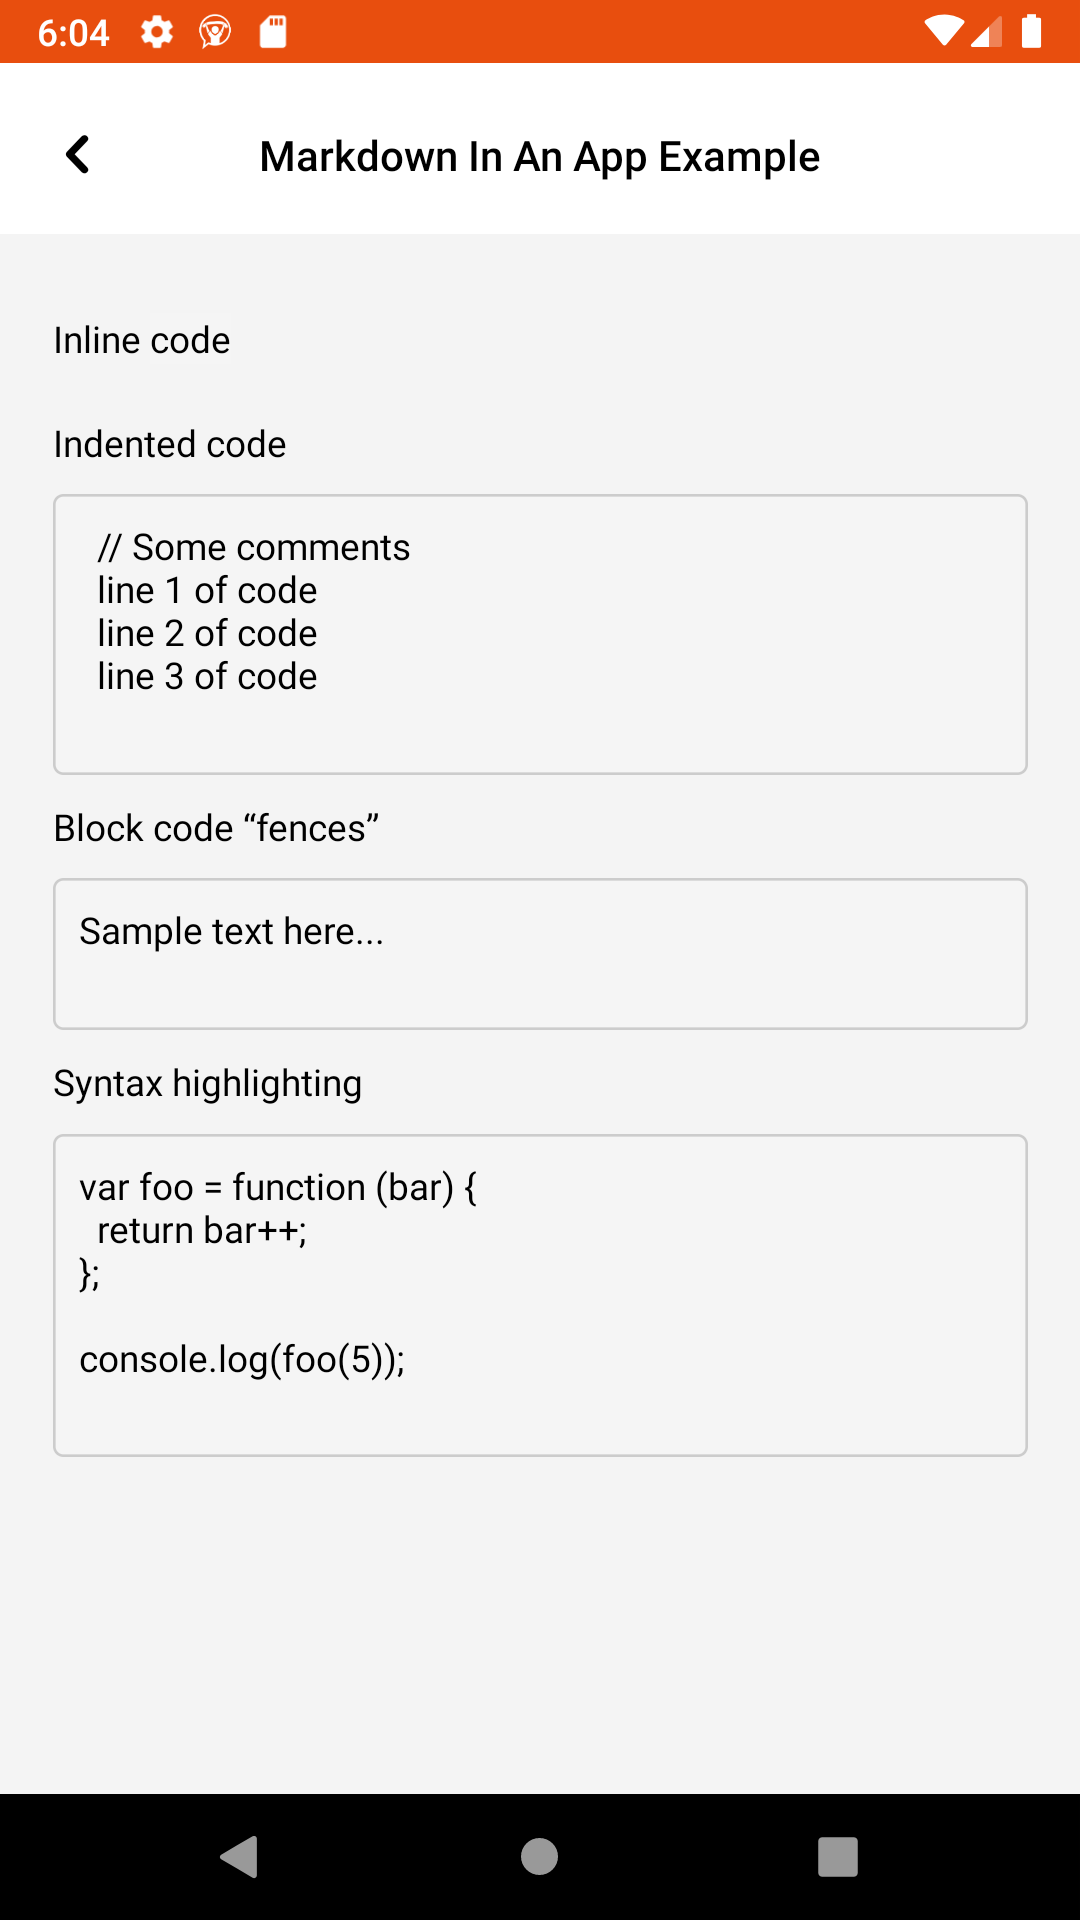 6:04
Markdown In An App Example
Inline code
Indented code
// Some comments
line 1 of code
line 2 of code
line 3 of code
Block code “fences”
Sample text here...
Syntax highlighting
var foo = function (bar) {
  return bar++;
};
console.log(foo(5));